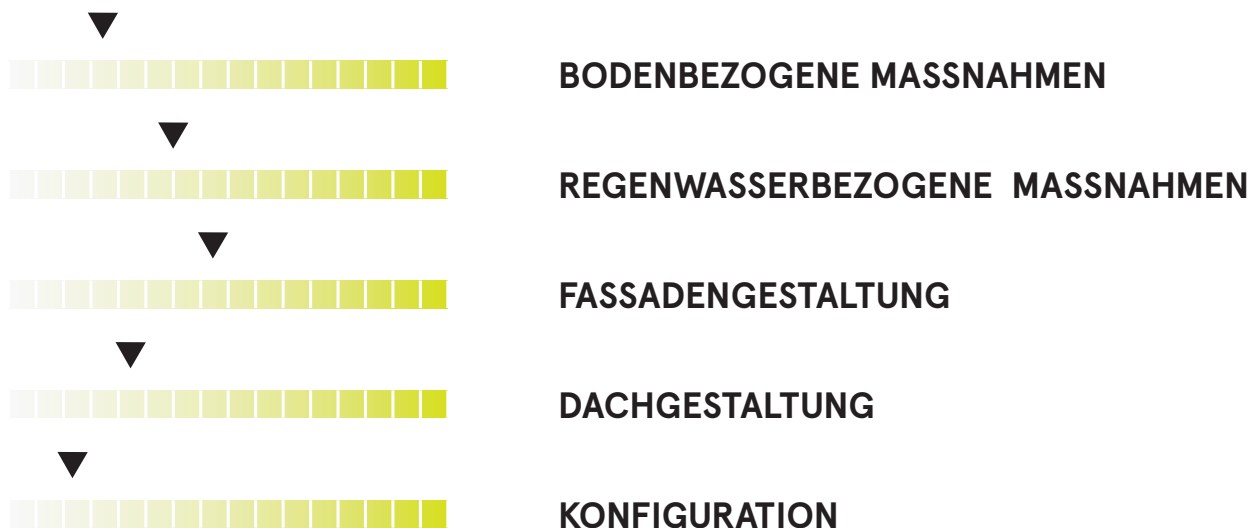 BODENBEZOGENE MASSNAHMEN
REGENWASSERBEZOGENE MASSNAHMEN
FASSADENGESTALTUNG
DACHGESTALTUNG
KONFIGURATION